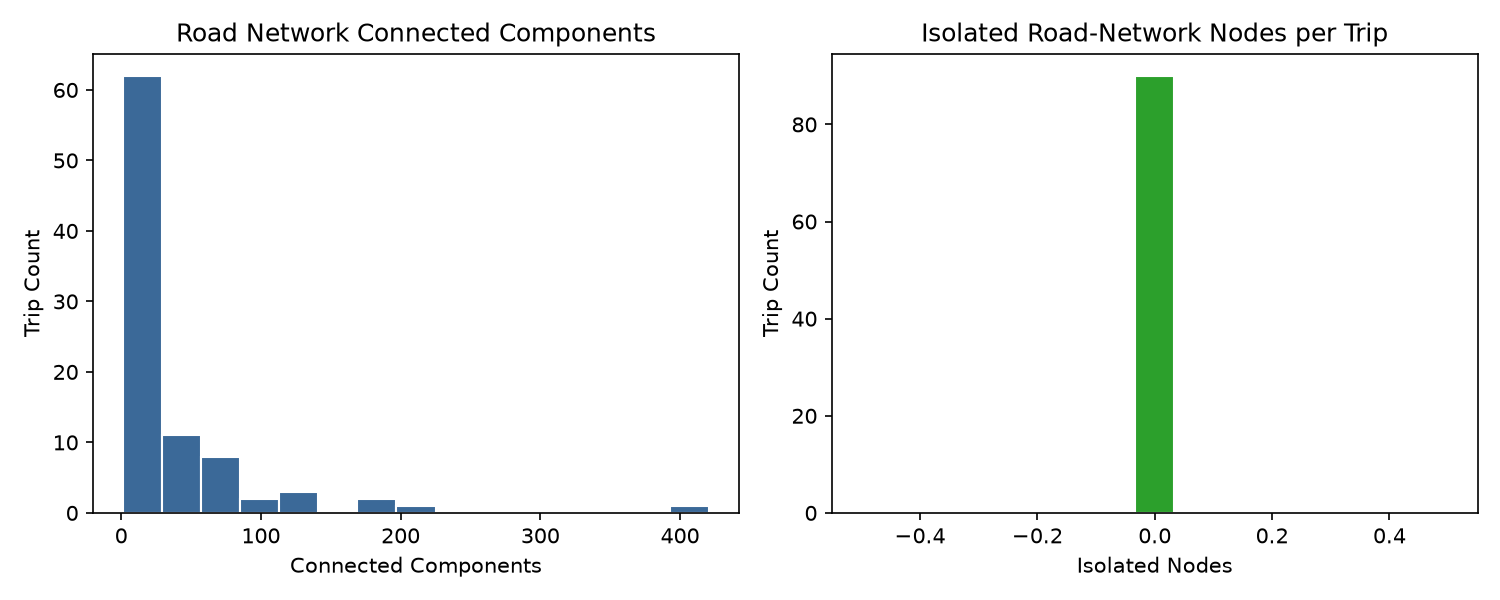 Road Network Connected Components
60
50
40
30
20
10
0
Trip Count
0 100 200 300 400
Connected Components
Isolated Road-Network Nodes per Trip
80
60
40
20
0
Trip Count
−0.4 −0.2 0.0 0.2 0.4
Isolated Nodes